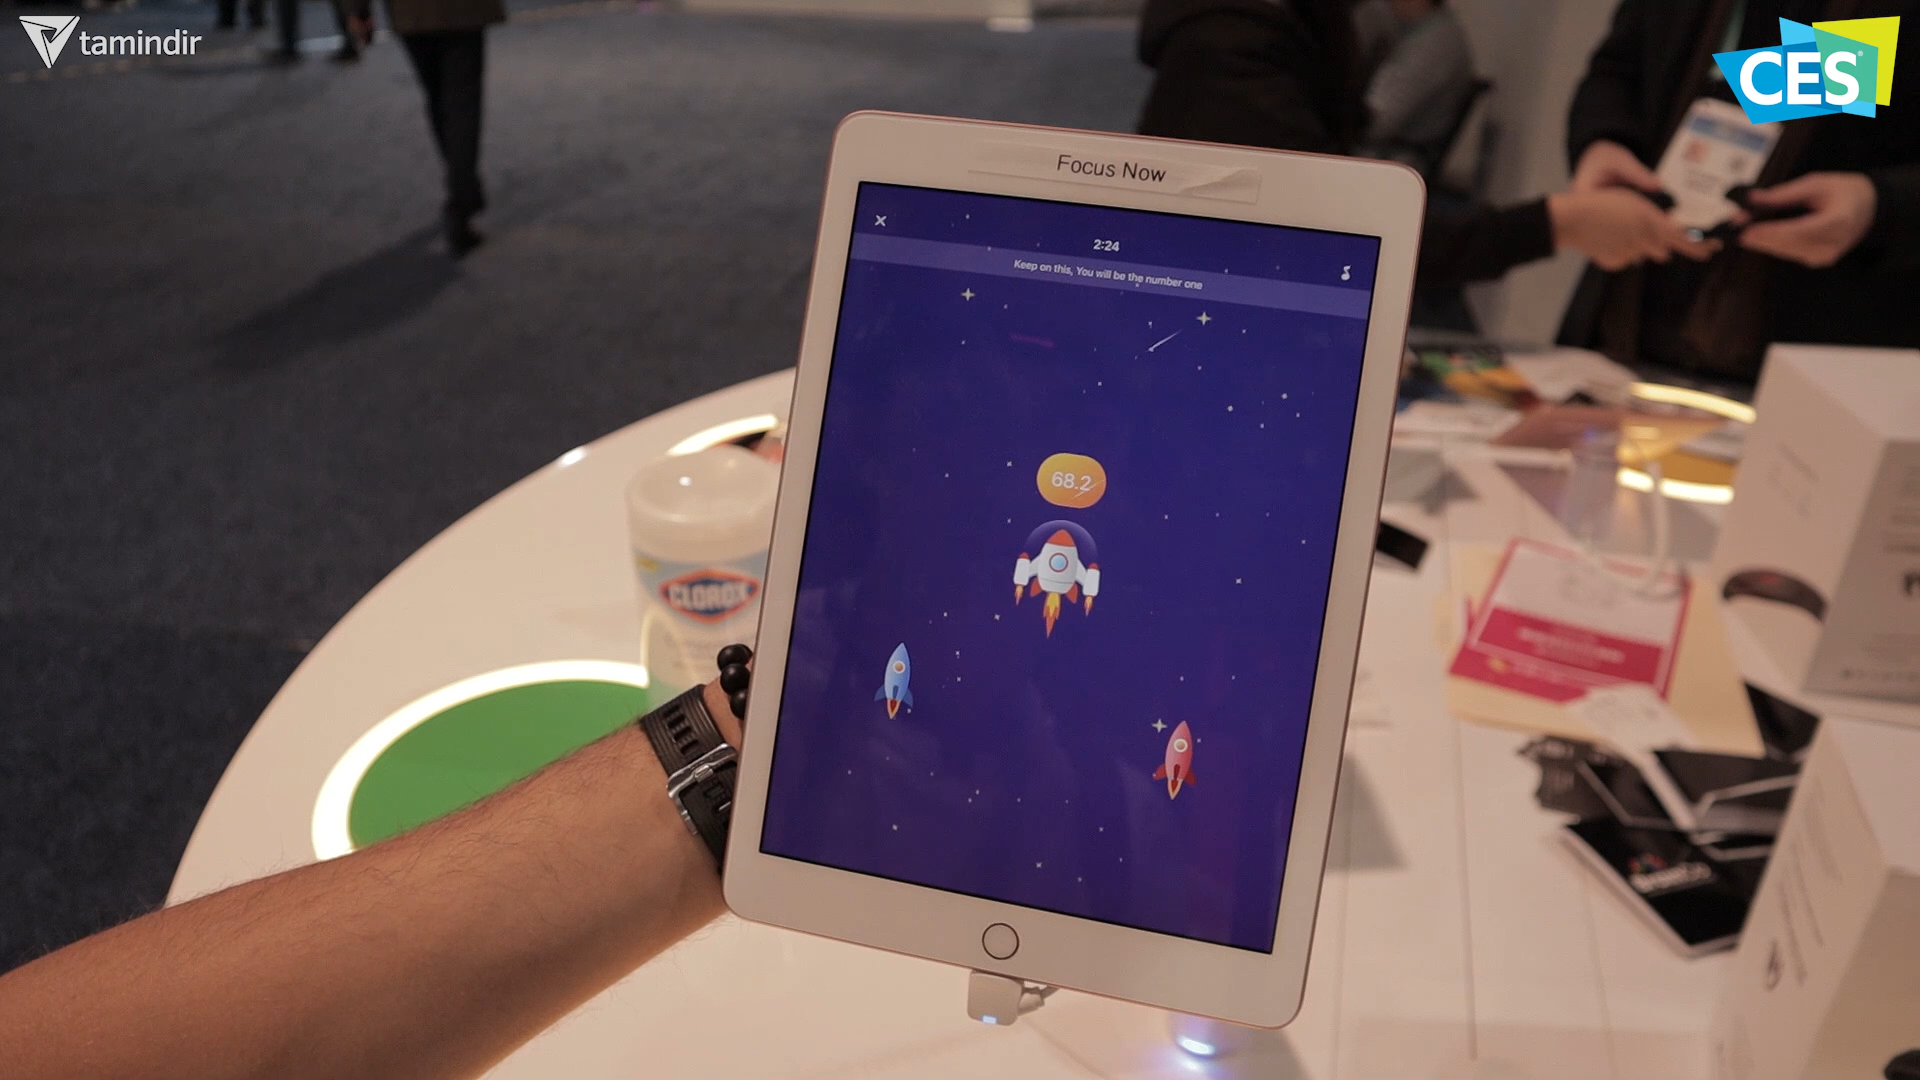 tamindir
CES
Focus Now
2:24
Keep on this, You will be the number one
68.2
CLOROX